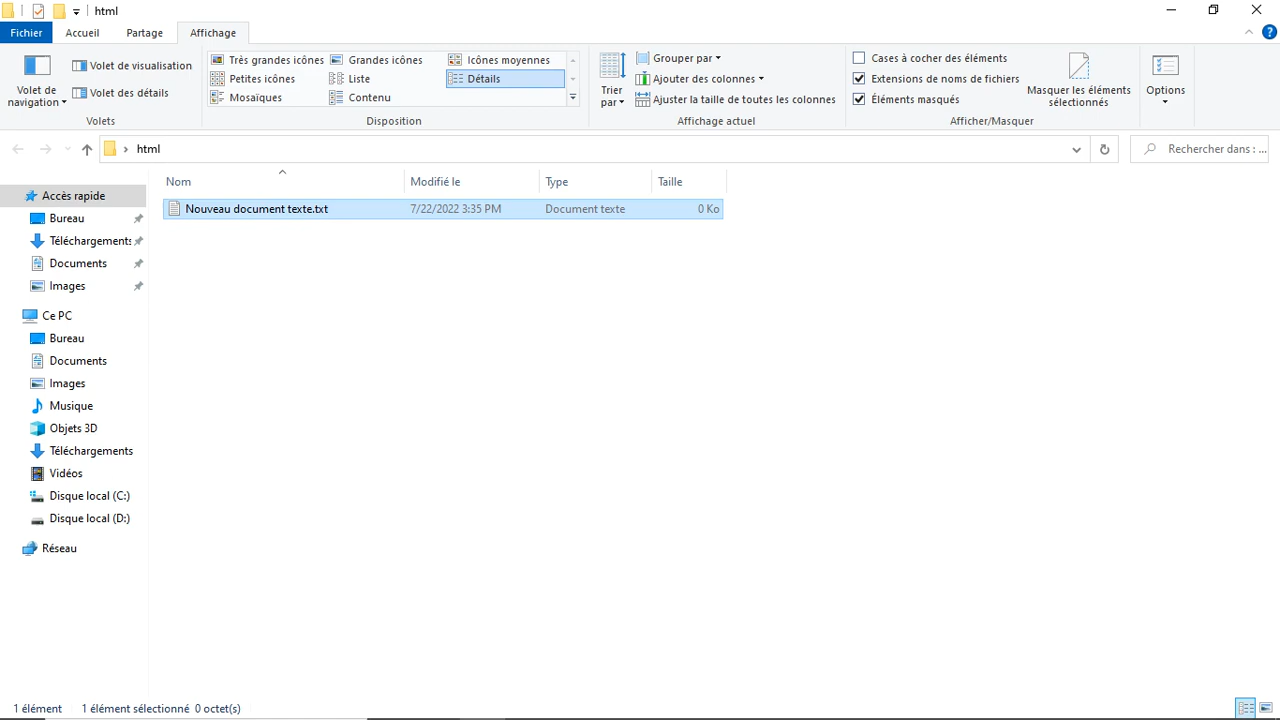 html
Fichier Accueil Partage Affichage
Très grandes icônes Grandes icônes Icônes moyennes
Petites icônes Liste Détails
Mosaïques Contenu
Volet de navigation
Volet de visualisation
Volet des détails
Trier par
Grouper par
Ajouter des colonnes
Ajuster la taille de toutes les colonnes
Cases à cocher des éléments
Extensions de noms de fichiers
Éléments masqués
Masquer les éléments
sélectionnés
Options
Volets Disposition Affichage actuel Afficher/Masquer
html
Rechercher dans : ...
Nom Modifié le Type Taille
Nouveau document texte.txt 7/22/2022 3:35 PM Document texte 0 Ko
Accès rapide
Bureau
Téléchargements
Documents
Images
Ce PC
Bureau
Documents
Images
Musique
Objets 3D
Téléchargements
Vidéos
Disque local (C:)
Disque local (D:)
Réseau
1 élément 1 élément sélectionné 0 octet(s)